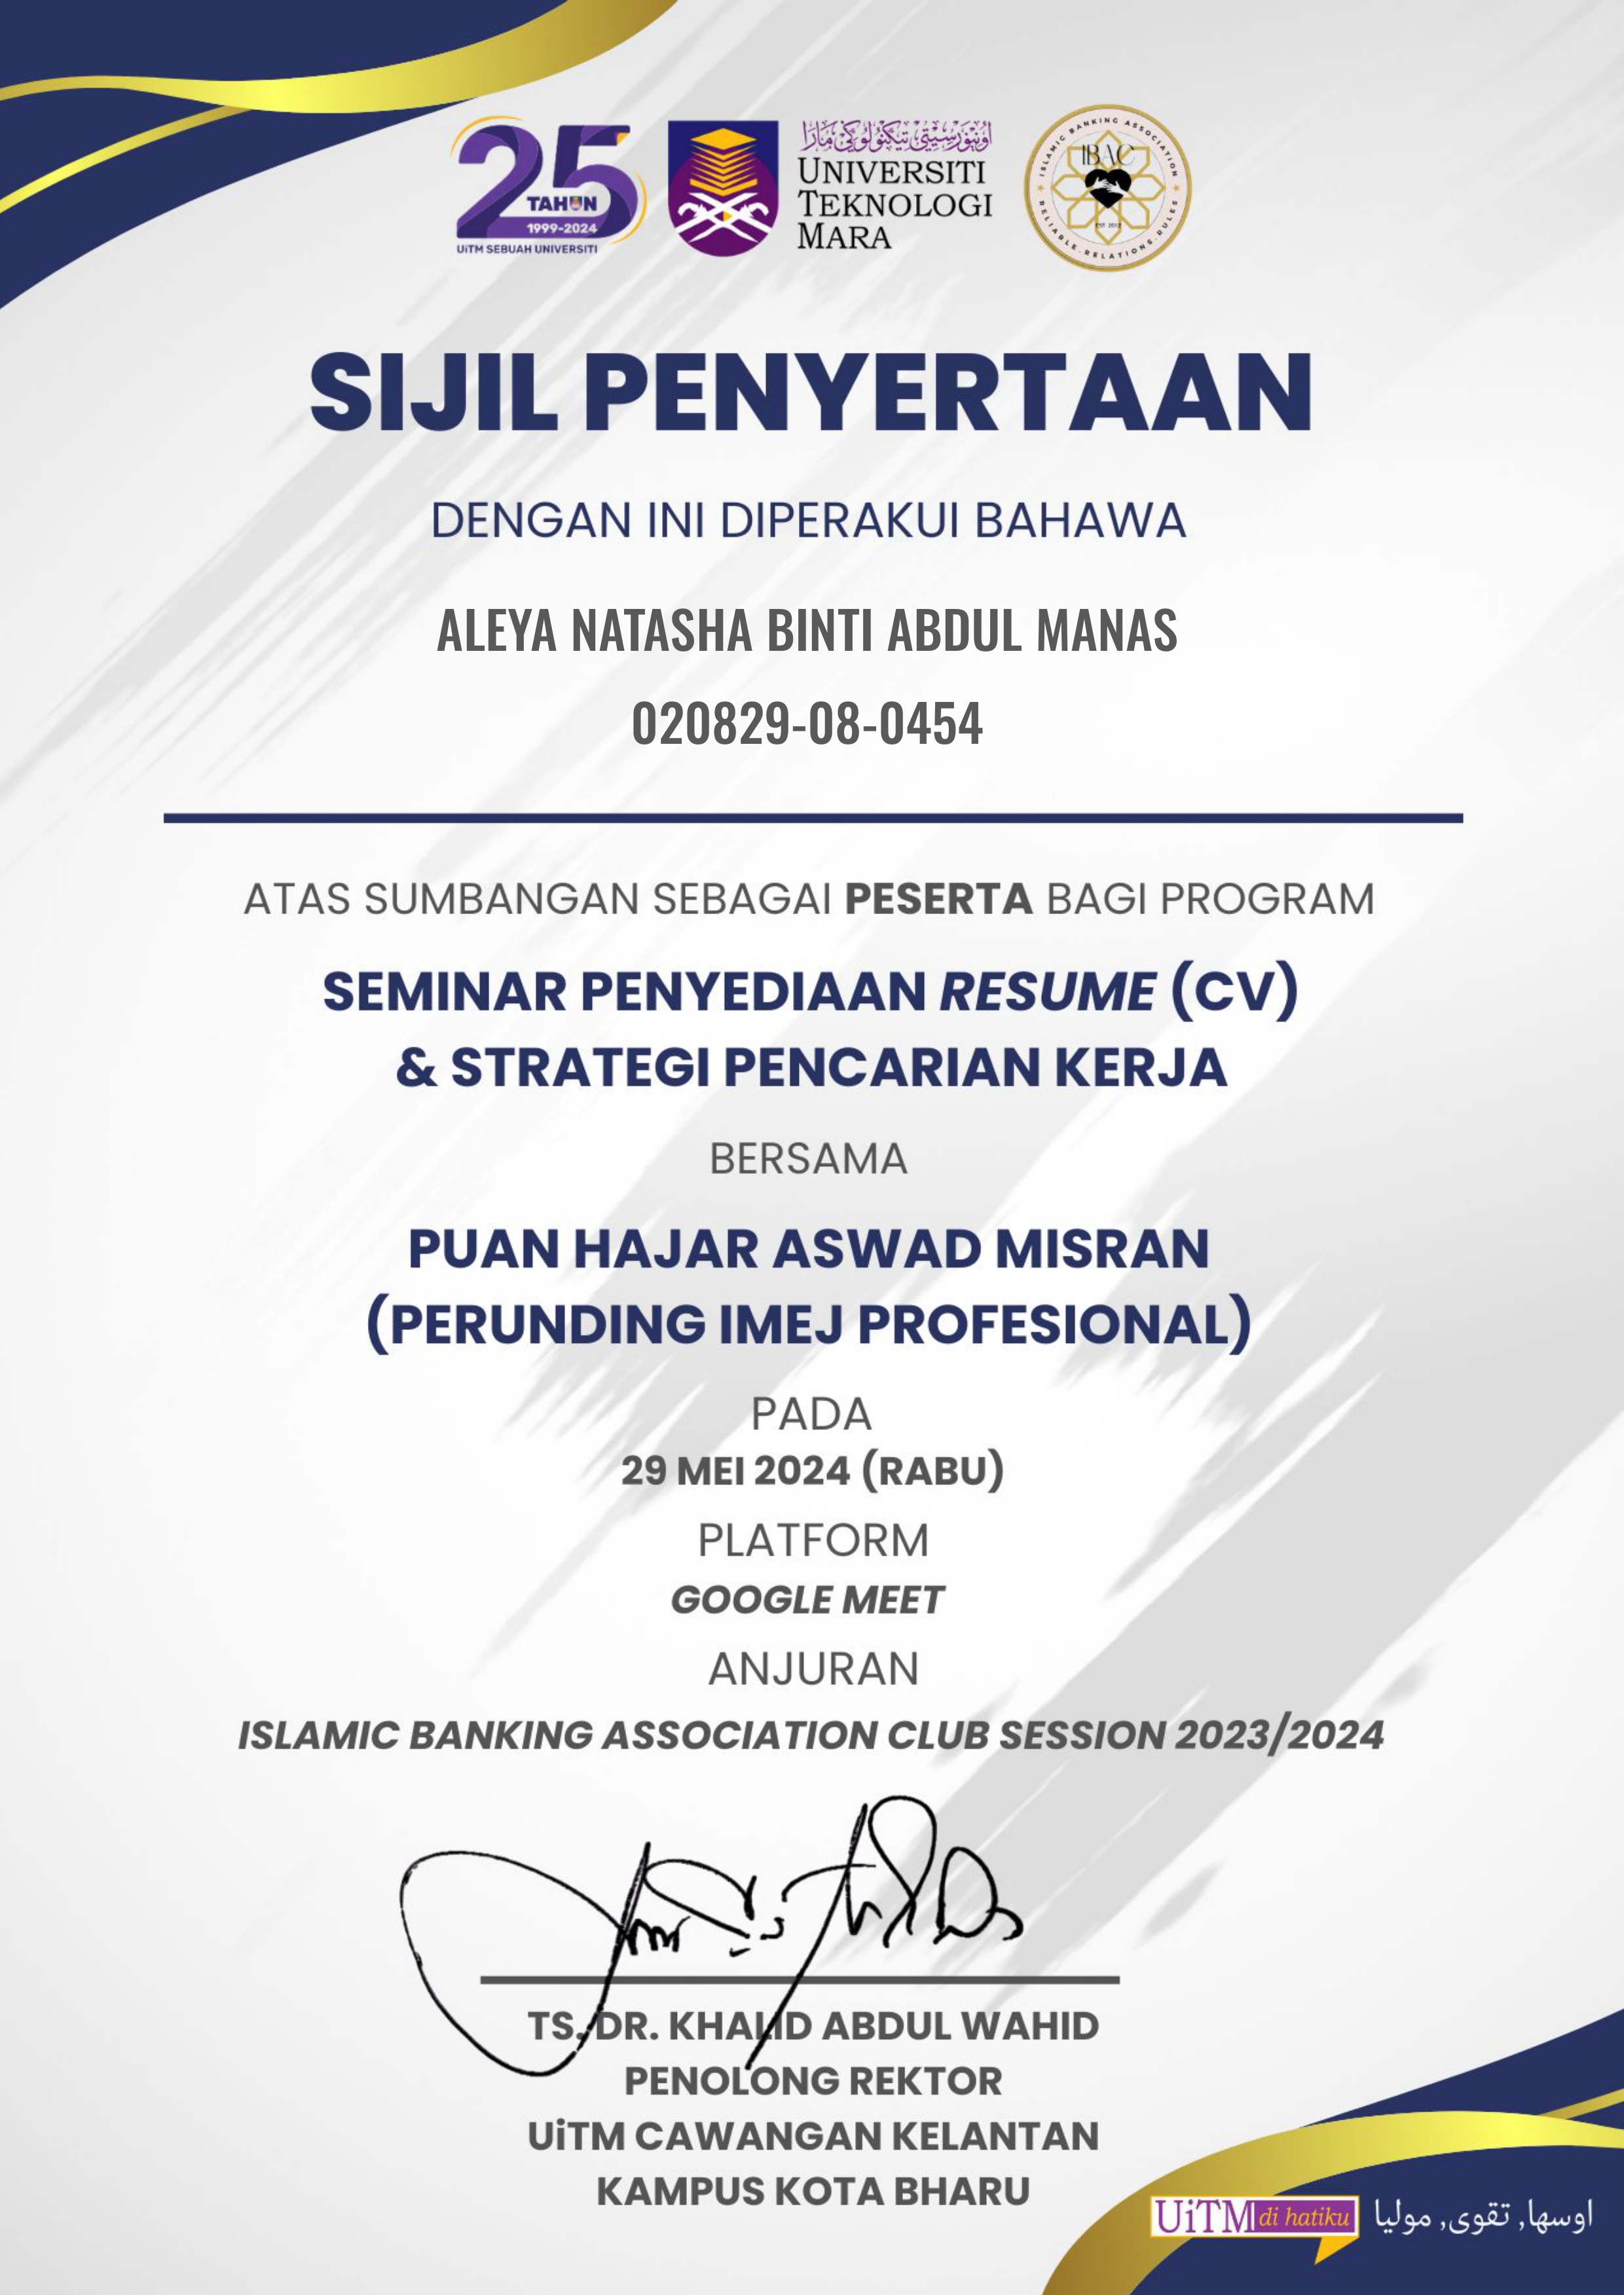 25
TAHUN
1999-2024
UiTM SEBUAH UNIVERSITI
اونيۏرسيتي تيكنولوڬي مارا
UNIVERSITI
TEKNOLOGI
MARA
ISLAMIC BANKING ASSOCIATION
IBAC
EST 2012
RELIABLE.RELATIONS.RULES
SIJIL PENYERTAAN
DENGAN INI DIPERAKUI BAHAWA
ALEYA NATASHA BINTI ABDUL MANAS
020829-08-0454
ATAS SUMBANGAN SEBAGAI PESERTA BAGI PROGRAM
SEMINAR PENYEDIAAN RESUME (CV)
& STRATEGI PENCARIAN KERJA
BERSAMA
PUAN HAJAR ASWAD MISRAN
(PERUNDING IMEJ PROFESIONAL)
PADA
29 MEI 2024 (RABU)
PLATFORM
GOOGLE MEET
ANJURAN
ISLAMIC BANKING ASSOCIATION CLUB SESSION 2023/2024
TS. DR. KHALID ABDUL WAHID
PENOLONG REKTOR
UiTM CAWANGAN KELANTAN
KAMPUS KOTA BHARU
UiTM di hatiku
اوسها, تقوى, موليا